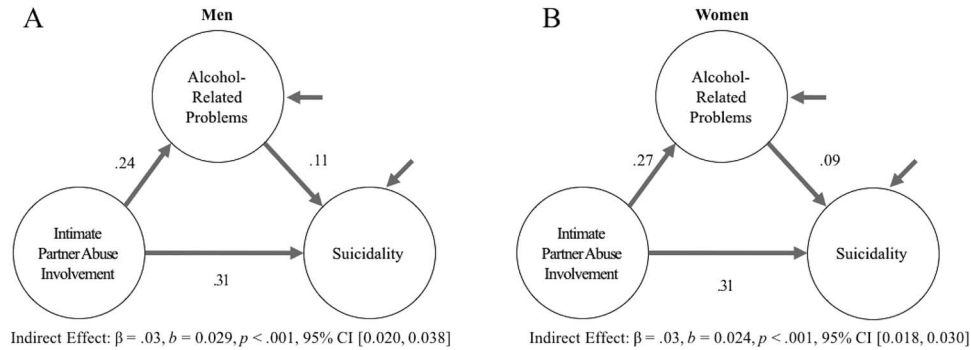 A
Men
Alcohol-
Related
Problems
.24
.11
Intimate
Partner Abuse
Involvement
Suicidality
.31
Indirect Effect: β = .03, b = 0.029, p < .001, 95% CI [0.020, 0.038]
B
Women
Alcohol-
Related
Problems
.27
.09
Intimate
Partner Abuse
Involvement
Suicidality
.31
Indirect Effect: β = .03, b = 0.024, p < .001, 95% CI [0.018, 0.030]